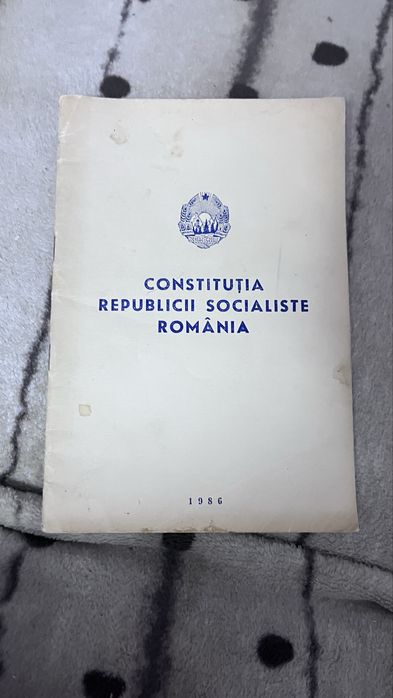 CONSTITUȚIA
REPUBLICII SOCIALISTE
ROMÂNIA
1986